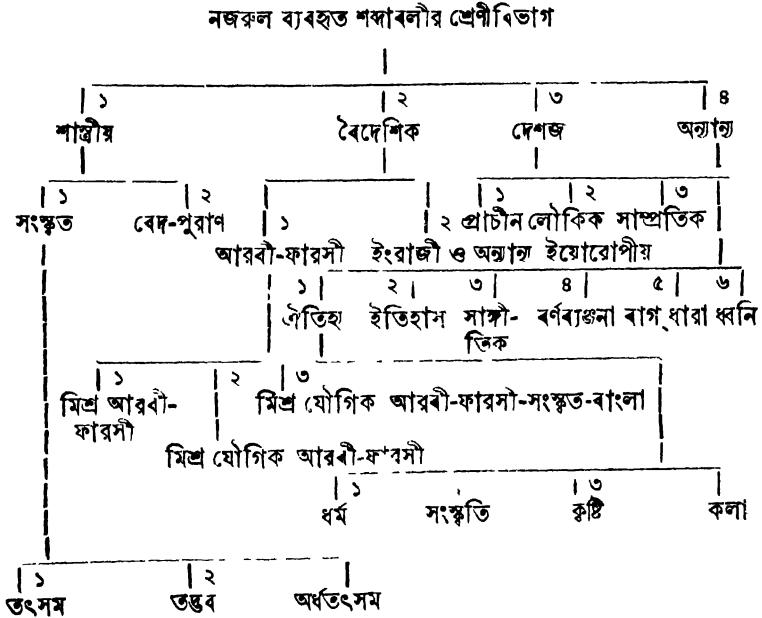 নজরুল ব্যবহৃত শব্দাবলীর শ্রেণীবিভাগ
১ ২ ৩ ৪
শাস্ত্রীয় বৈদেশিক দেশজ অন্যান্য
১ ২ ১ ২ ৩
সংস্কৃত বেদ-পুরাণ ১ ২ প্রাচীন লৌকিক সাম্প্রতিক
আরবী-ফারসী ইংরাজী ও অন্যান্য ইয়োরোপীয়
১ ২ ৩ ৪ ৫ ৬
ঐতিহ্য ইতিহাস সাঙ্গী- বর্ণব্যঞ্জনা বাগ্‌ধারা ধ্বনি
তিক
১ ২ ৩
মিশ্র আরবী- মিশ্র যৌগিক আরবী-ফারসী-সংস্কৃত-বাংলা
ফারসী
মিশ্র যৌগিক আরবী-ফারসী
১ ৩
ধর্ম সংস্কৃতি কৃষ্টি কলা
১ ২
তৎসম তদ্ভব অর্ধতৎসম